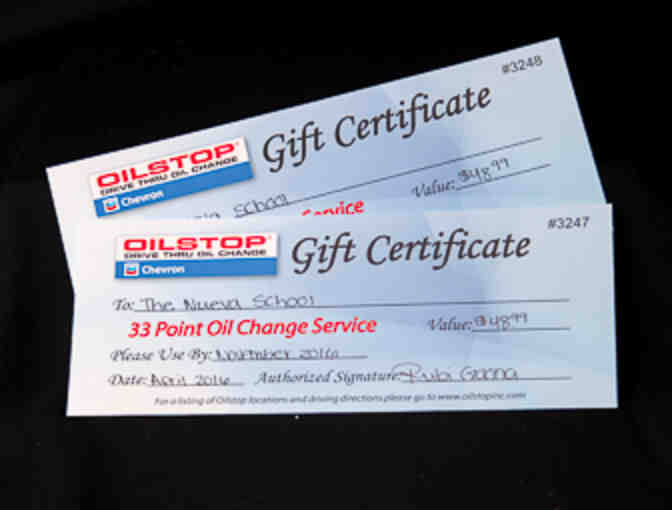 #3248
Gift Certificate
OILSTOP
DRIVE THRU OIL CHANGE
Chevron
School
Value: $48 99
Service
#3247
OILSTOP
DRIVE THRU OIL CHANGE
Chevron
Gift Certificate
To: The Nueva School
33 Point Oil Change Service
Value: $48 99
Please Use By: November 2016
Date: April 2016 Authorized Signature:
For a listing of Oilstop locations and driving directions please go to www.oilstopinc.com